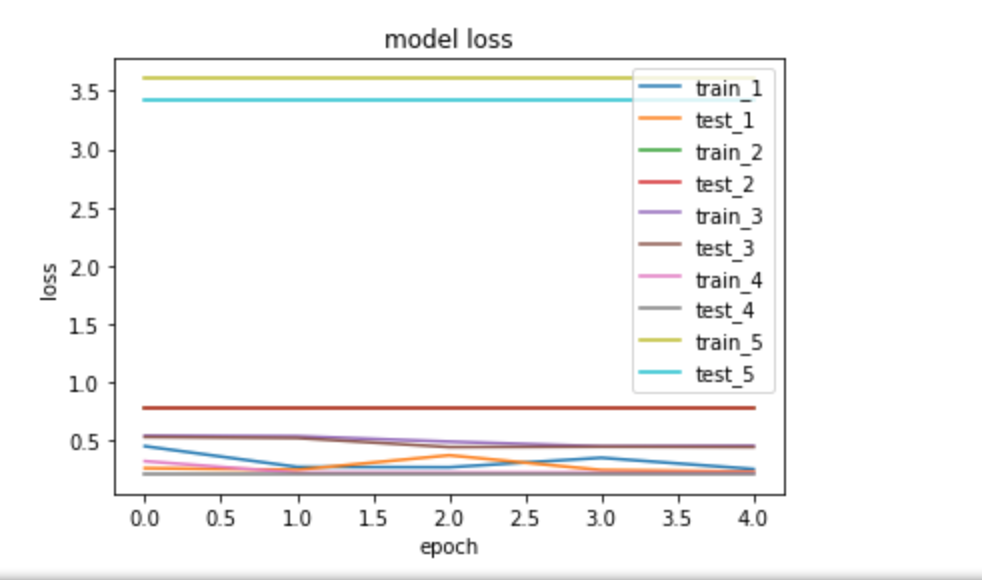 model loss
3.5
3.0
2.5
2.0
1.5
1.0
0.5
loss
train_1
test_1
train_2
test_2
train_3
test_3
train_4
test_4
train_5
test_5
0.0 0.5 1.0 1.5 2.0 2.5 3.0 3.5 4.0
epoch